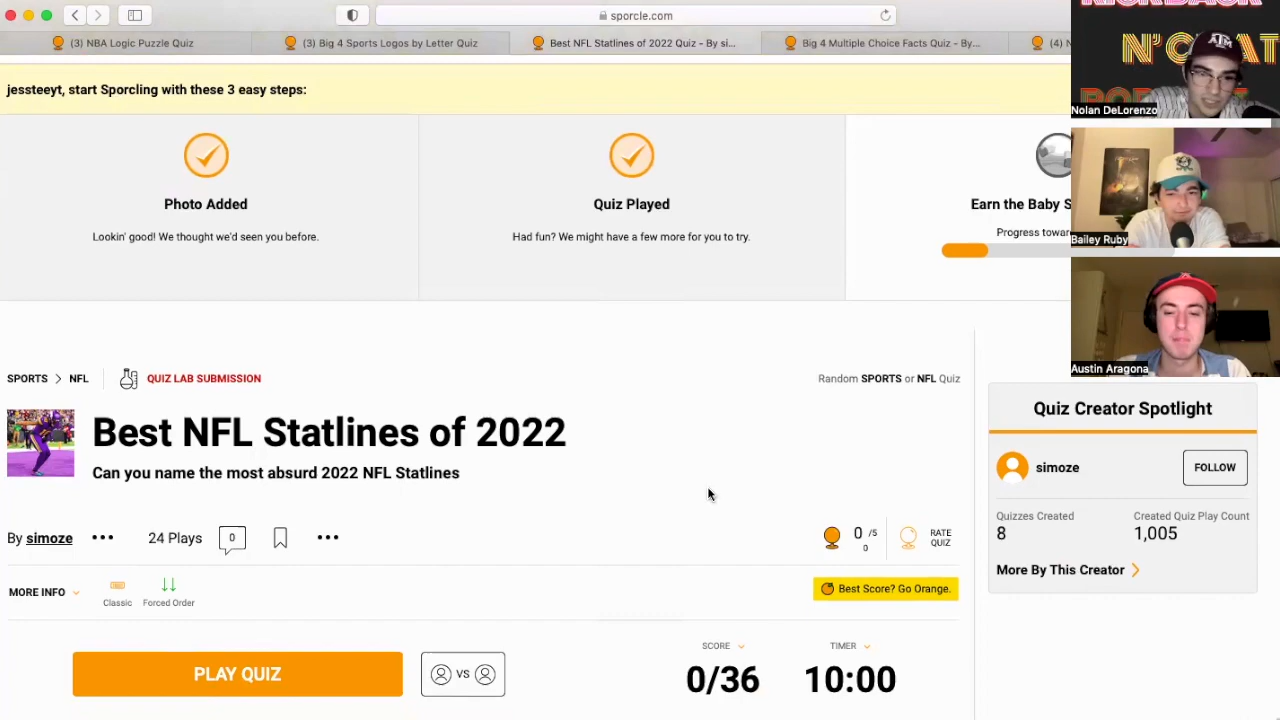 sporcle.com
(3) NBA Logic Puzzle Quiz
(3) Big 4 Sports Logos by Letter Quiz
Best NFL Statlines of 2022 Quiz - By si...
Big 4 Multiple Choice Facts Quiz - By...
(4) N
jessteeyt, start Sporcling with these 3 easy steps:
Photo Added
Lookin' good! We thought we'd seen you before.
Quiz Played
Had fun? We might have a few more for you to try.
Earn the Baby S
Progress towar
N'
Nolan DeLorenzo
Bailey Ruby
Austin Aragona
SPORTS > NFL
QUIZ LAB SUBMISSION
Random SPORTS or NFL Quiz
Best NFL Statlines of 2022
Can you name the most absurd 2022 NFL Statlines
By simoze
24 Plays
0
0 /5
0
RATE
QUIZ
MORE INFO
Classic
Forced Order
Best Score? Go Orange.
PLAY QUIZ
VS
SCORE
0/36
TIMER
10:00
Quiz Creator Spotlight
simoze
FOLLOW
Quizzes Created
8
Created Quiz Play Count
1,005
More By This Creator